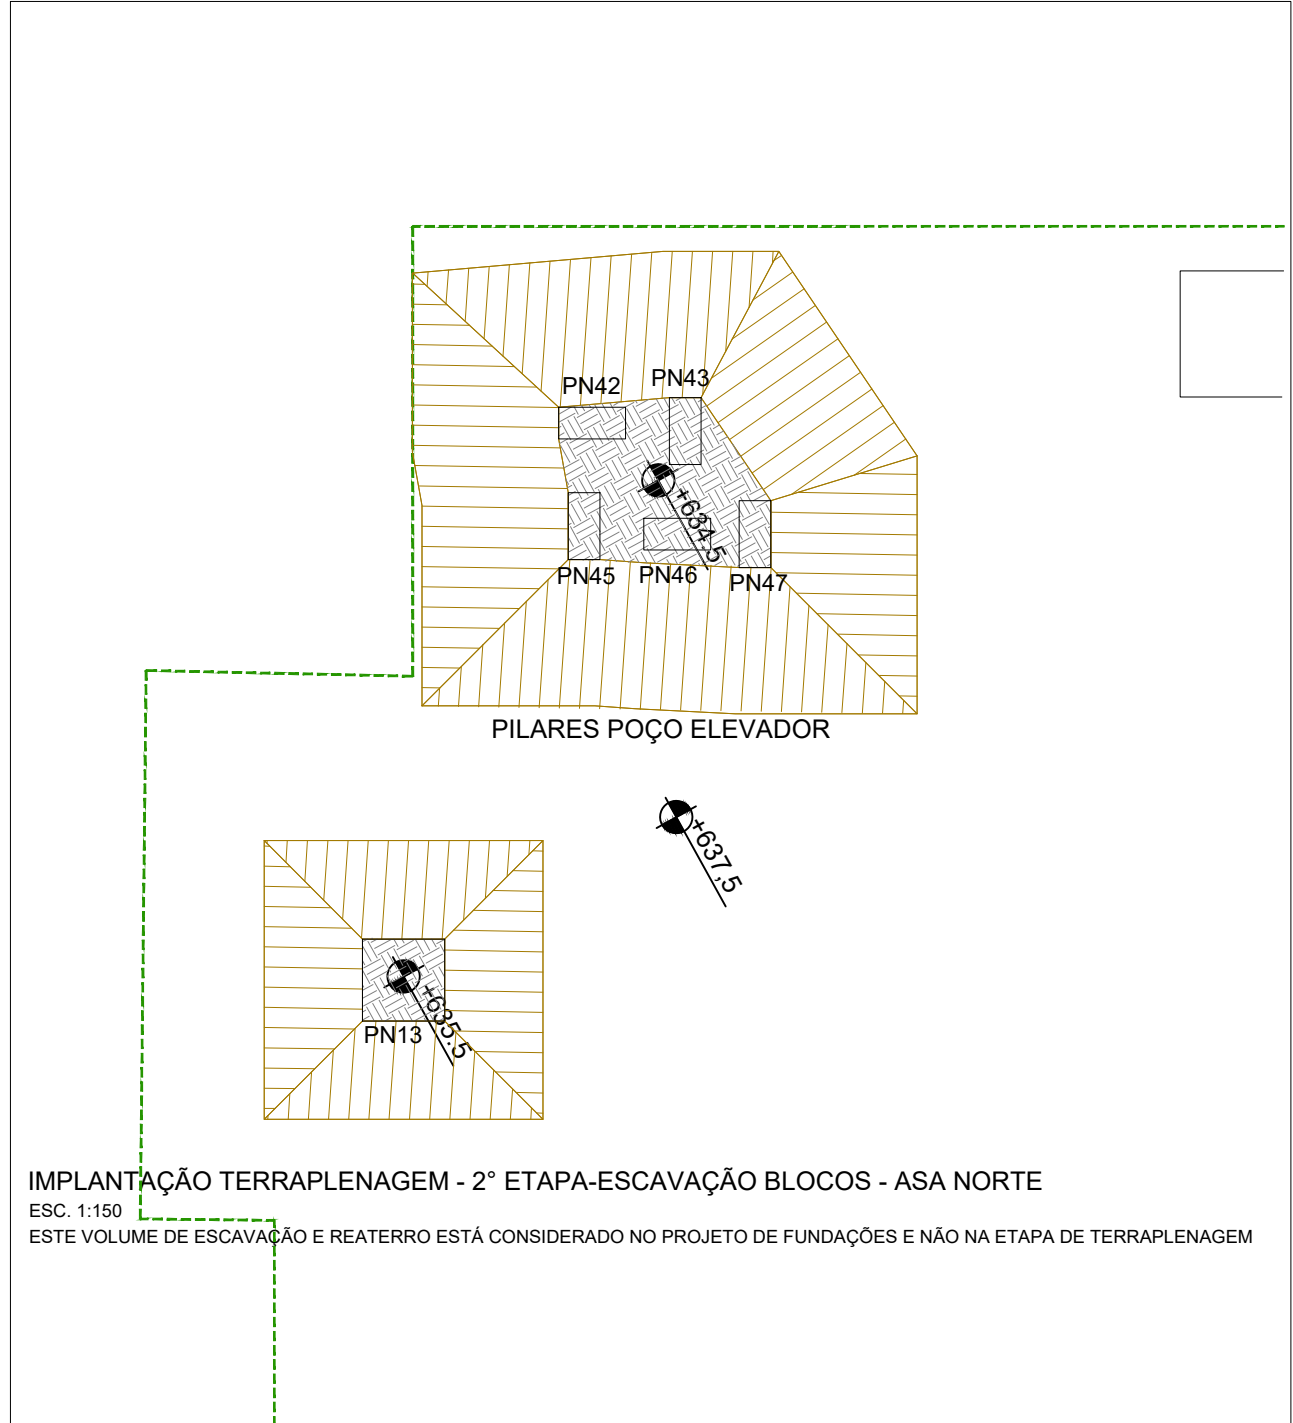 PN42
PN43
+634.5
PN45
PN46
PN47
PILARES POÇO ELEVADOR
+637,5
+635.5
PN13
IMPLANTAÇÃO TERRAPLENAGEM - 2° ETAPA-ESCAVAÇÃO BLOCOS - ASA NORTE
ESC. 1:150
ESTE VOLUME DE ESCAVAÇÃO E REATERRO ESTÁ CONSIDERADO NO PROJETO DE FUNDAÇÕES E NÃO NA ETAPA DE TERRAPLENAGEM